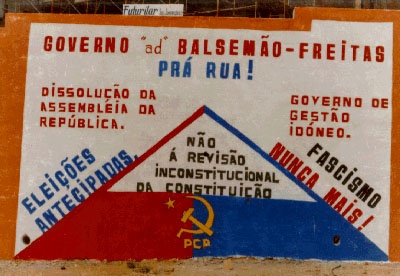 Futurlar
GOVERNO "ad" BALSEMÃO-FREITAS
PRÁ RUA!
DISSOLUÇÃO DA
ASSEMBLÉIA DA
REPÚBLICA.
GOVERNO DE
GESTÃO
IDÓNEO.
ELEIÇÕES
ANTECIPADAS.
NÃO
Á REVISÃO
INCONSTITUCIONAL
DA CONSTITUIÇÃO
FASCISMO
NUNCA MAIS!
PCP